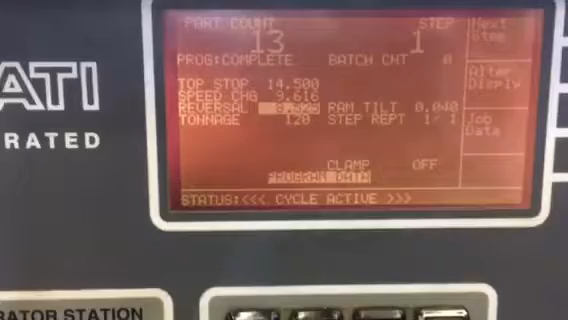 PART COUNT STEP Next
13 1 Step
PROG:COMPLETE BATCH CNT 0
Alter
TOP STOP 14.500 Disply
SPEED CHG 9.616
REVERSAL RAM TILT 0.040
TONNAGE 120 STEP REPT 1/ 1
Job
Data
CLAMP OFF
PROGRAM DATA
STATUS:<<< CYCLE ACTIVE >>>
ATI
RATED
RATOR STATION